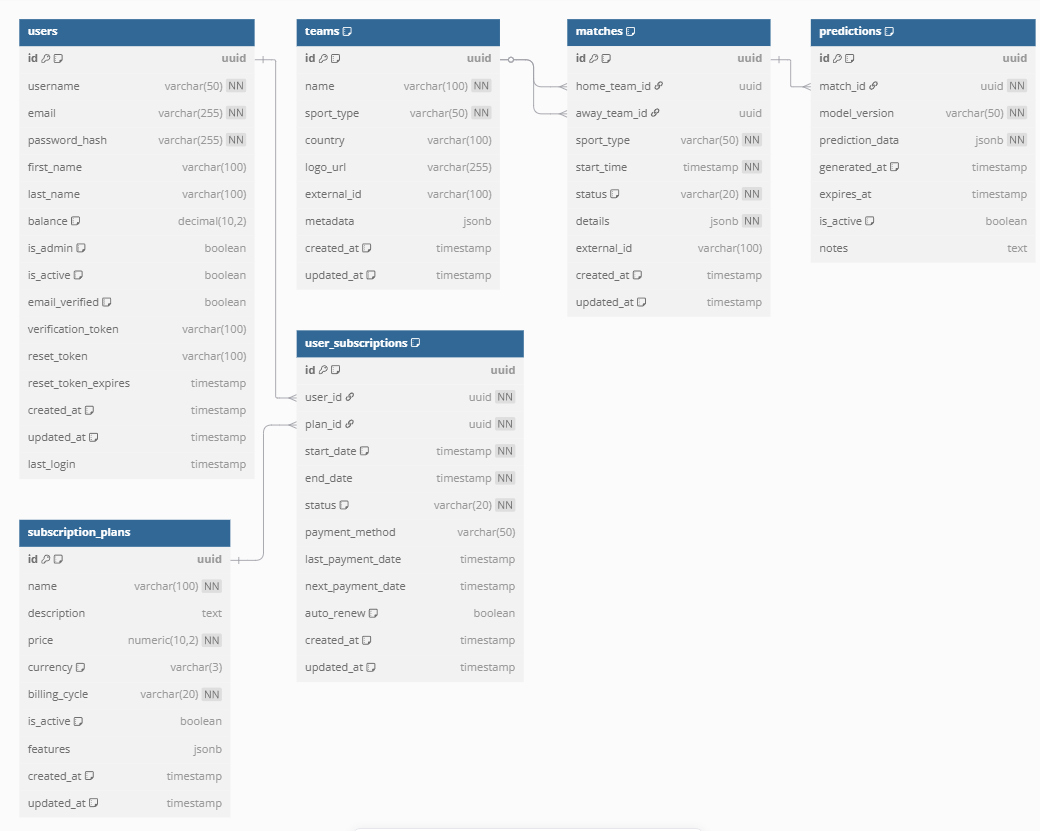 users
id uuid
username varchar(50) NN
email varchar(255) NN
password_hash varchar(255) NN
first_name varchar(100)
last_name varchar(100)
balance decimal(10,2)
is_admin boolean
is_active boolean
email_verified boolean
verification_token varchar(100)
reset_token varchar(100)
reset_token_expires timestamp
created_at timestamp
updated_at timestamp
last_login timestamp
teams
id uuid
name varchar(100) NN
sport_type varchar(50) NN
country varchar(100)
logo_url varchar(255)
external_id varchar(100)
metadata jsonb
created_at timestamp
updated_at timestamp
matches
id uuid
home_team_id uuid
away_team_id uuid
sport_type varchar(50) NN
start_time timestamp NN
status varchar(20) NN
details jsonb NN
external_id varchar(100)
created_at timestamp
updated_at timestamp
predictions
id uuid
match_id uuid NN
model_version varchar(50) NN
prediction_data jsonb NN
generated_at timestamp
expires_at timestamp
is_active boolean
notes text
user_subscriptions
id uuid
user_id uuid NN
plan_id uuid NN
start_date timestamp NN
end_date timestamp NN
status varchar(20) NN
payment_method varchar(50)
last_payment_date timestamp
next_payment_date timestamp
auto_renew boolean
created_at timestamp
updated_at timestamp
subscription_plans
id uuid
name varchar(100) NN
description text
price numeric(10,2) NN
currency varchar(3)
billing_cycle varchar(20) NN
is_active boolean
features jsonb
created_at timestamp
updated_at timestamp